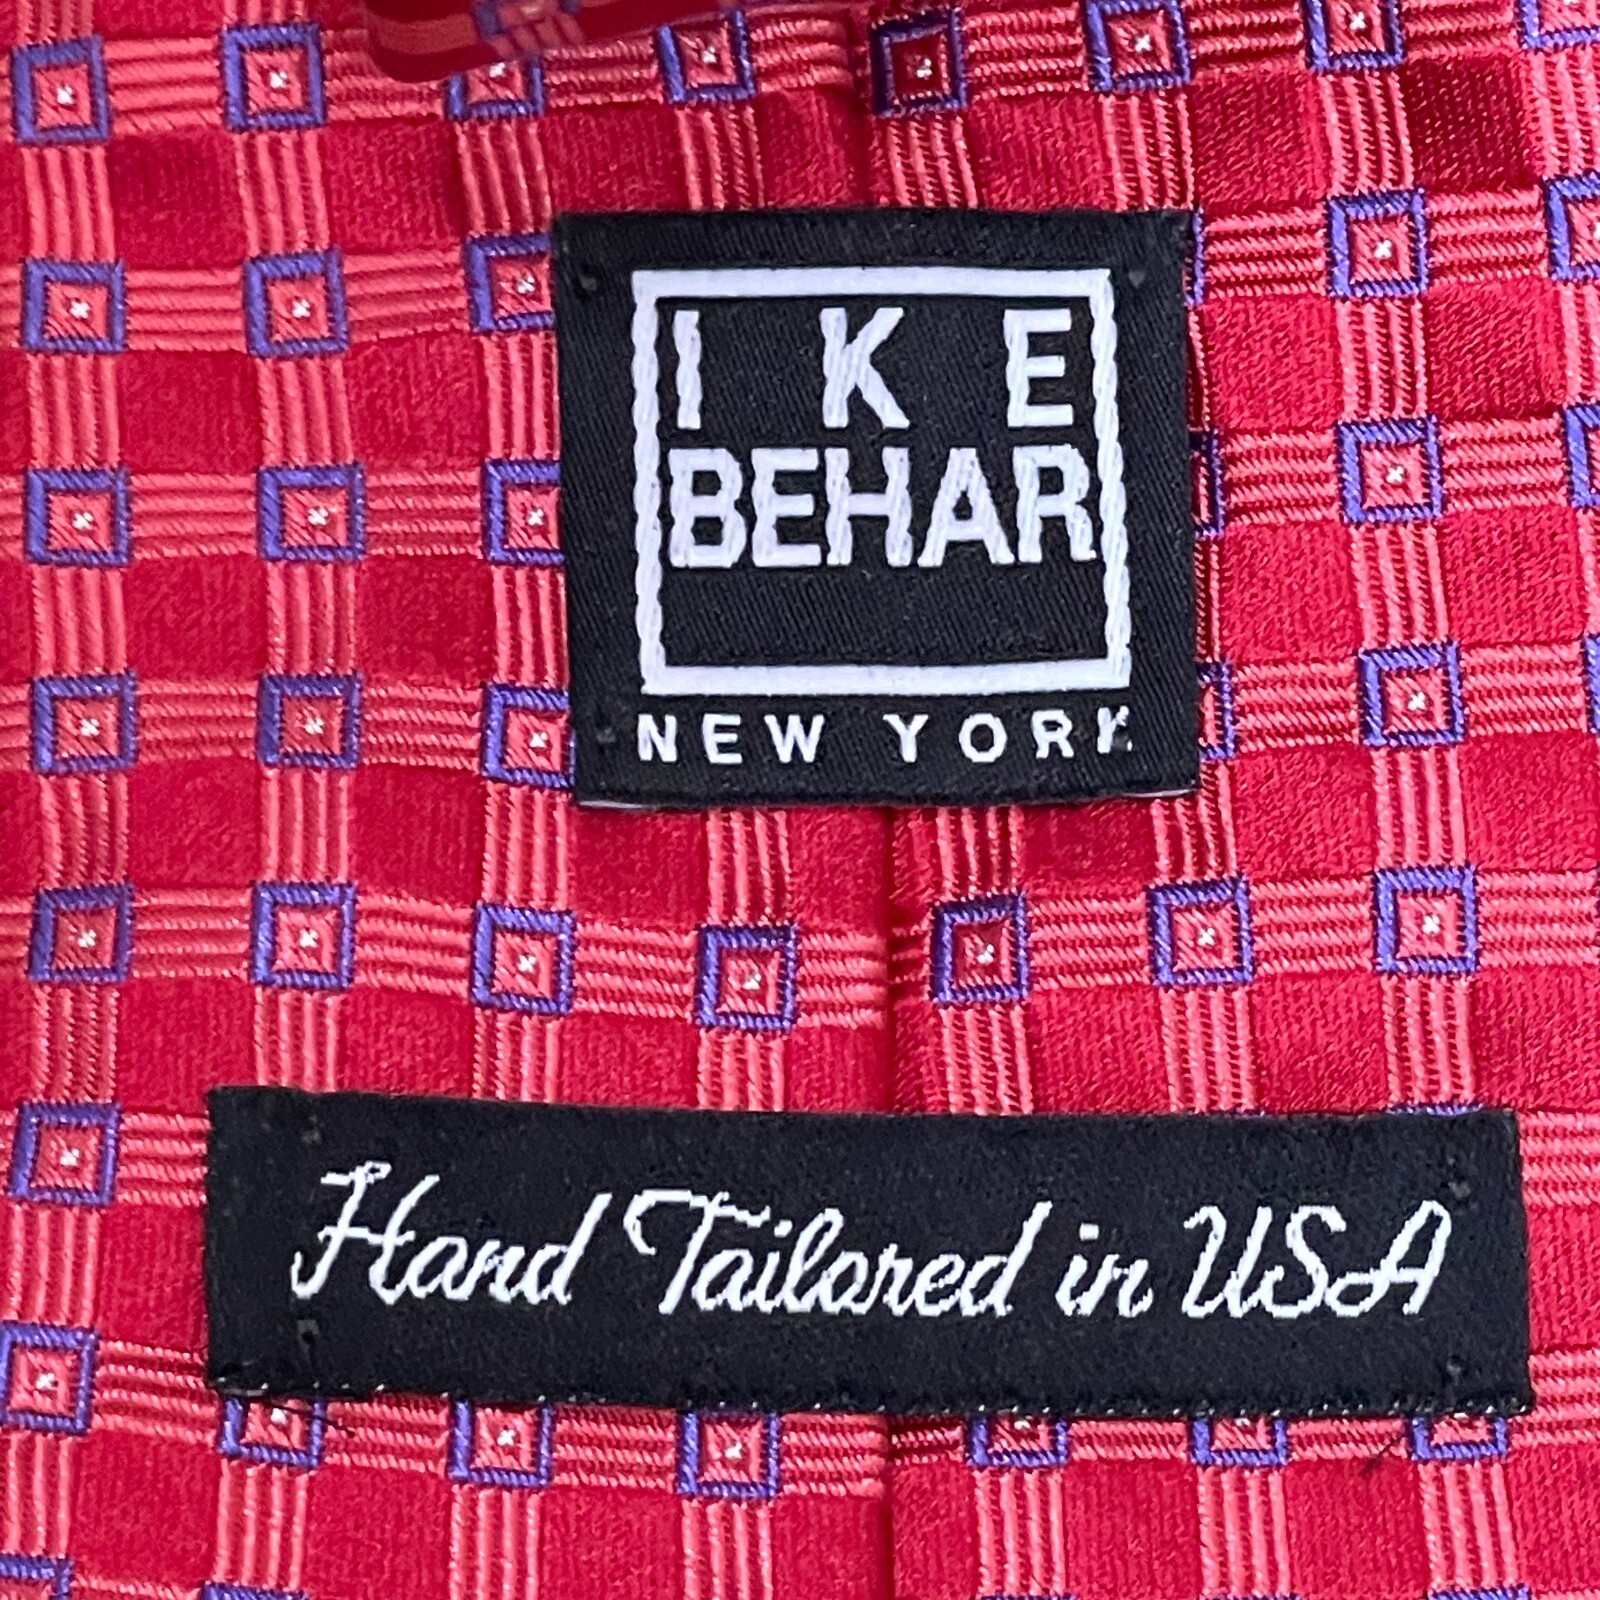 IKE
BEHAR
NEW YORK
Hand Tailored in USA